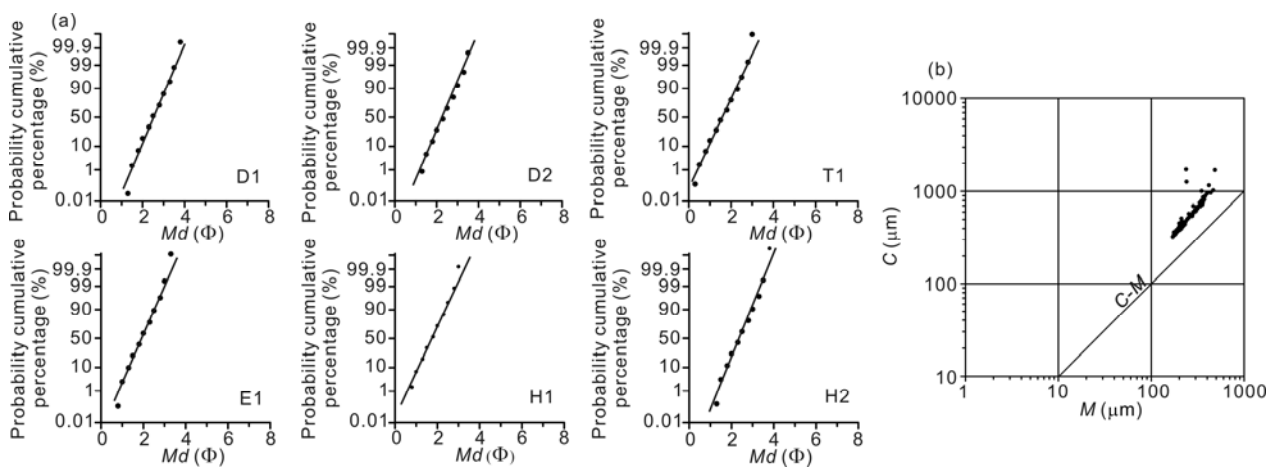 (a)
Probability cumulative
percentage (%)
99.9
99
90
50
10
1
0.01
D1
0 2 4 6 8
Md (Φ)
Probability cumulative
percentage (%)
99.9
99
90
50
10
1
0.01
D2
0 2 4 6 8
Md (Φ)
Probability cumulative
percentage (%)
99.9
99
90
50
10
1
0.01
T1
0 2 4 6 8
Md (Φ)
Probability cumulative
percentage (%)
99.9
99
90
50
10
1
0.01
E1
0 2 4 6 8
Md (Φ)
Probability cumulative
percentage (%)
99.9
99
90
50
10
1
0.01
H1
0 2 4 6 8
Md (Φ)
Probability cumulative
percentage (%)
99.9
99
90
50
10
1
0.01
H2
0 2 4 6 8
Md (Φ)
(b)
C (μm)
10000
1000
100
10
C-M
1 10 100 1000
M (μm)